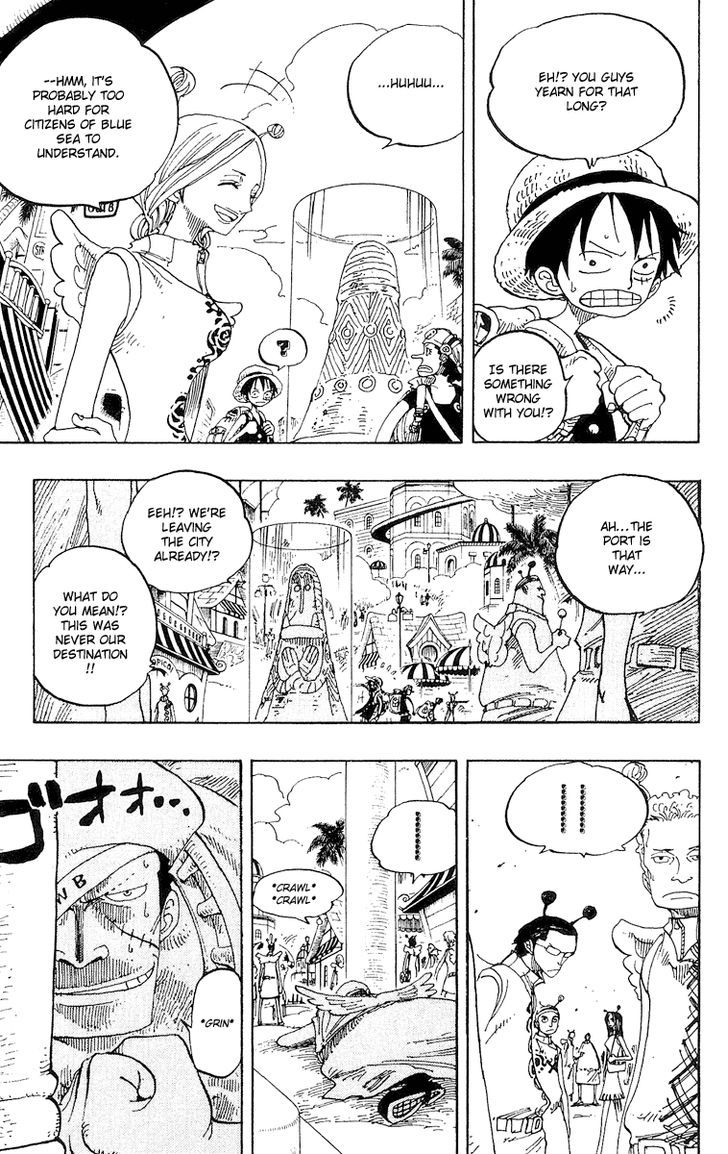 EH!? YOU GUYS
YEARN FOR THAT
LONG?
IS THERE
SOMETHING
WRONG
WITH YOU!?
...HUHUU...
--HMM, IT'S
PROBABLY TOO
HARD FOR
CITIZENS OF BLUE
SEA TO
UNDERSTAND.
?
AH...THE
PORT IS
THAT
WAY...
EEH!? WE'RE
LEAVING
THE CITY
ALREADY!?
WHAT DO
YOU MEAN!?
THIS WAS
NEVER OUR
DESTINATION
!!
*CRAWL*
*CRAWL*
ゴオオ...
W B
*GRIN*